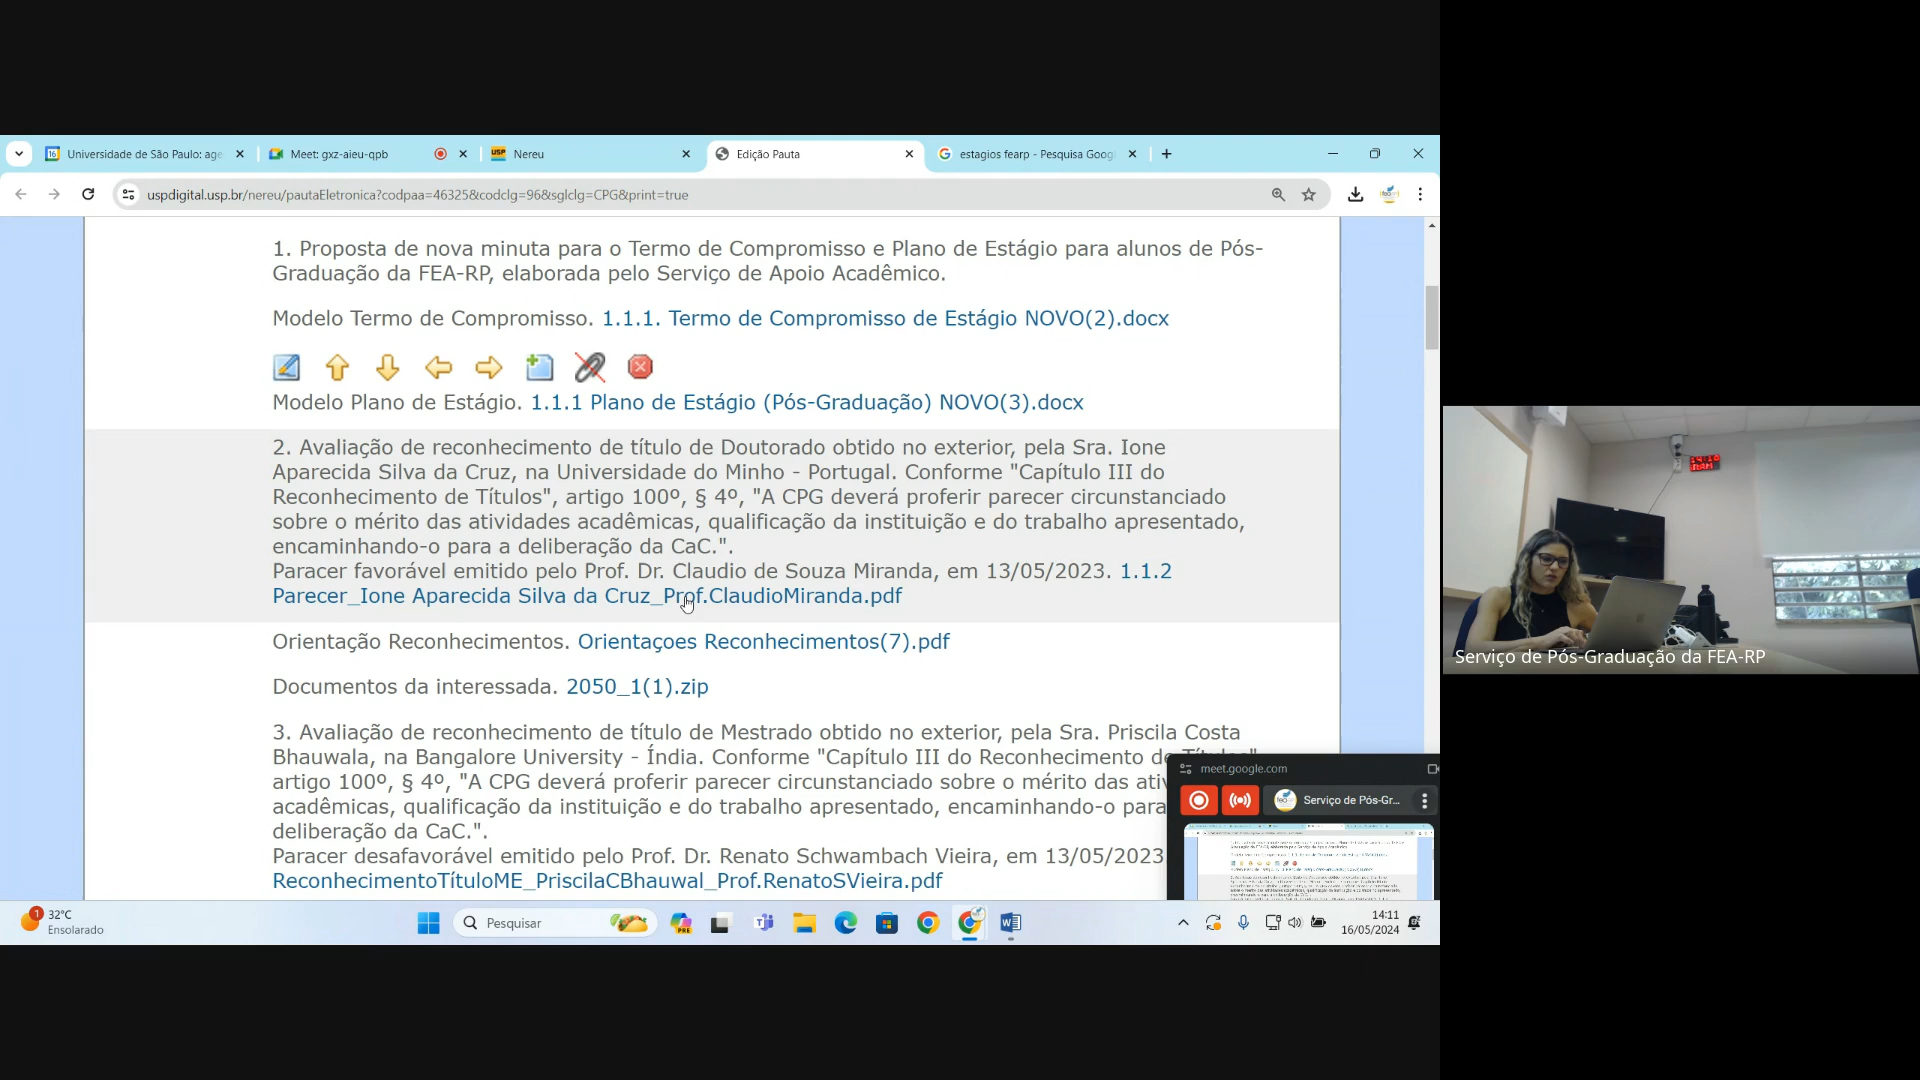 Universidade de São Paulo: age
Meet: gxz-aieu-qpb
USP Nereu
Edição Pauta
estagios fearp - Pesquisa Goog
uspdigital.usp.br/nereu/pautaEletronica?codpaa=46325&codclg=96&sglclg=CPG&print=true
1. Proposta de nova minuta para o Termo de Compromisso e Plano de Estágio para alunos de Pós-
Graduação da FEA-RP, elaborada pelo Serviço de Apoio Acadêmico.
Modelo Termo de Compromisso. 1.1.1. Termo de Compromisso de Estágio NOVO(2).docx
Modelo Plano de Estágio. 1.1.1 Plano de Estágio (Pós-Graduação) NOVO(3).docx
2. Avaliação de reconhecimento de título de Doutorado obtido no exterior, pela Sra. Ione
Aparecida Silva da Cruz, na Universidade do Minho - Portugal. Conforme "Capítulo III do
Reconhecimento de Títulos", artigo 100º, § 4º, "A CPG deverá proferir parecer circunstanciado
sobre o mérito das atividades acadêmicas, qualificação da instituição e do trabalho apresentado,
encaminhando-o para a deliberação da CaC.".
Paracer favorável emitido pelo Prof. Dr. Claudio de Souza Miranda, em 13/05/2023. 1.1.2
Parecer_Ione Aparecida Silva da Cruz_Prof.ClaudioMiranda.pdf
Orientação Reconhecimentos. Orientaçoes Reconhecimentos(7).pdf
Documentos da interessada. 2050_1(1).zip
3. Avaliação de reconhecimento de título de Mestrado obtido no exterior, pela Sra. Priscila Costa
Bhauwala, na Bangalore University - Índia. Conforme "Capítulo III do Reconhecimento de Títulos"
artigo 100º, § 4º, "A CPG deverá proferir parecer circunstanciado sobre o mérito das ativ
acadêmicas, qualificação da instituição e do trabalho apresentado, encaminhando-o para
deliberação da CaC.".
Paracer desafavorável emitido pelo Prof. Dr. Renato Schwambach Vieira, em 13/05/2023
ReconhecimentoTítuloME_PriscilaCBhauwal_Prof.RenatoSVieira.pdf
meet.google.com
Serviço de Pós-Gr...
Serviço de Pós-Graduação da FEA-RP
1
32°C
Ensolarado
Pesquisar
PRE
14:11
16/05/2024